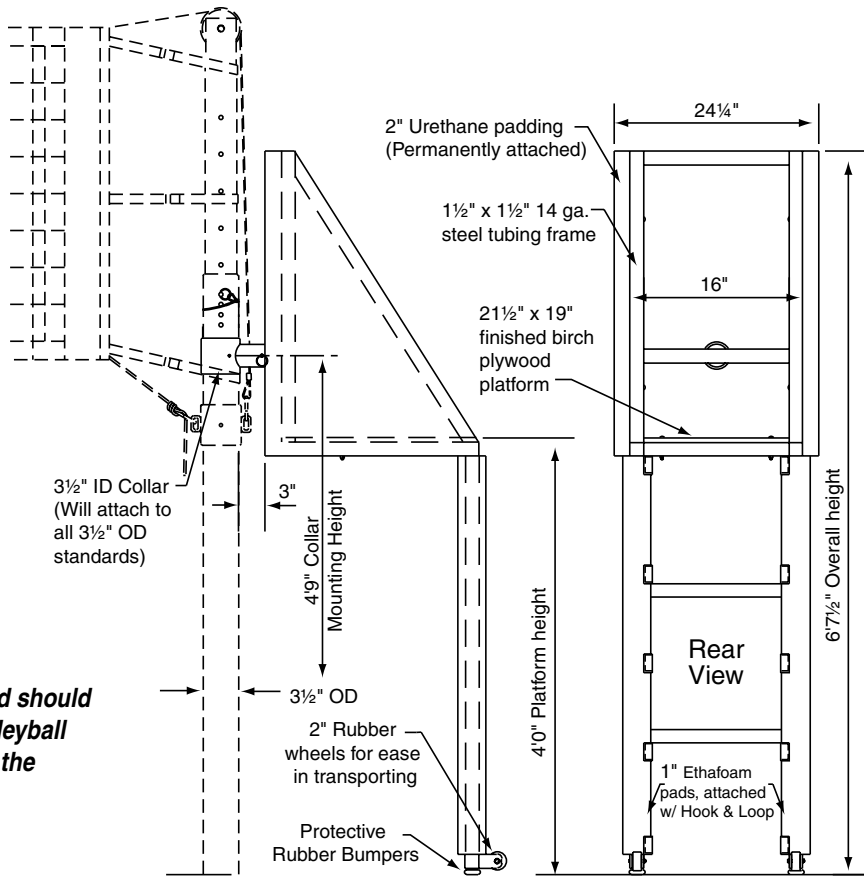 24¼"
2" Urethane padding
(Permanently attached)
1½" x 1½" 14 ga.
steel tubing frame
16"
21½" x 19"
finished birch
plywood
platform
3½" ID Collar
(Will attach to
all 3½" OD
standards)
3"
4'9" Collar
Mounting Height
4'0" Platform height
6'7½" Overall height
Rear
View
d should
leyball
the
3½" OD
2" Rubber
wheels for ease
in transporting
1" Ethafoam
pads, attached
w/ Hook & Loop
Protective
Rubber Bumpers